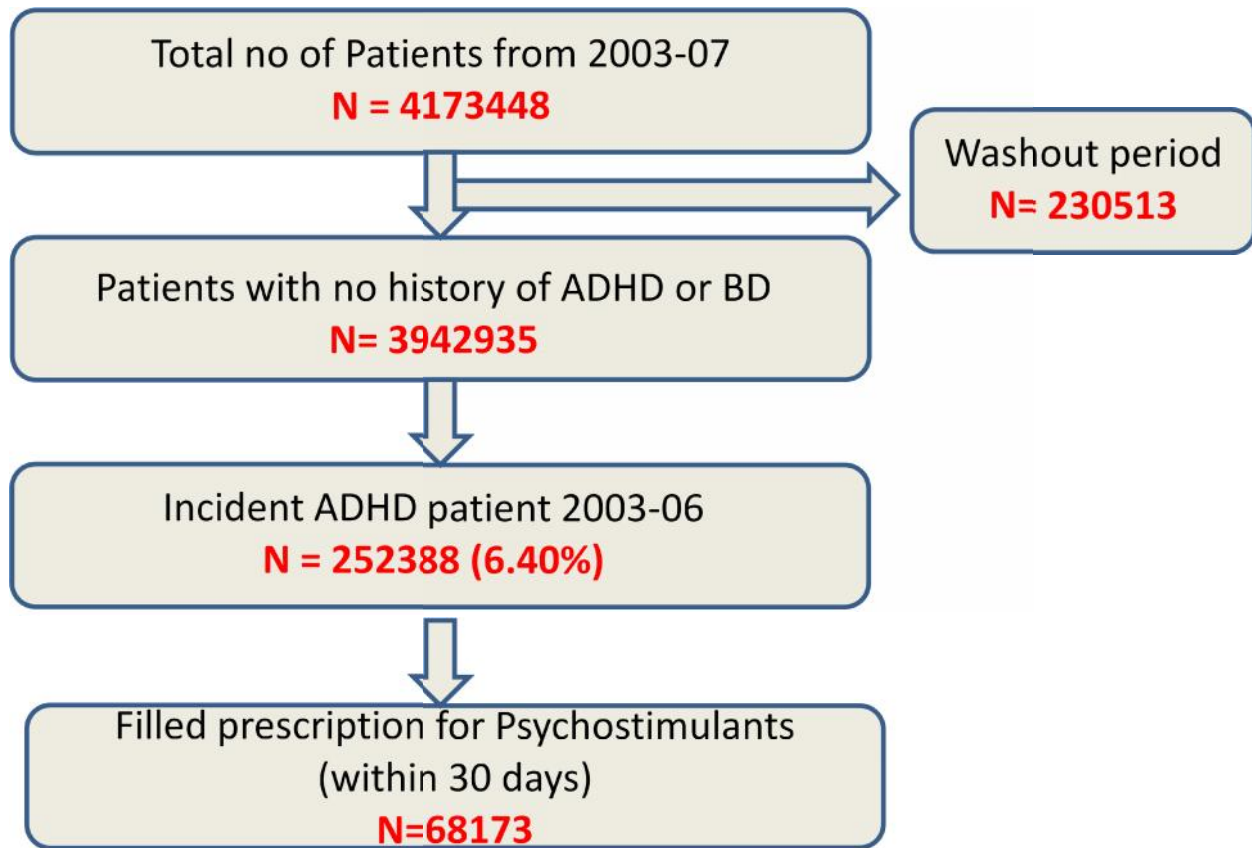 Total no of Patients from 2003-07
N = 4173448
Washout period
N= 230513
Patients with no history of ADHD or BD
N= 3942935
Incident ADHD patient 2003-06
N = 252388 (6.40%)
Filled prescription for Psychostimulants
(within 30 days)
N=68173